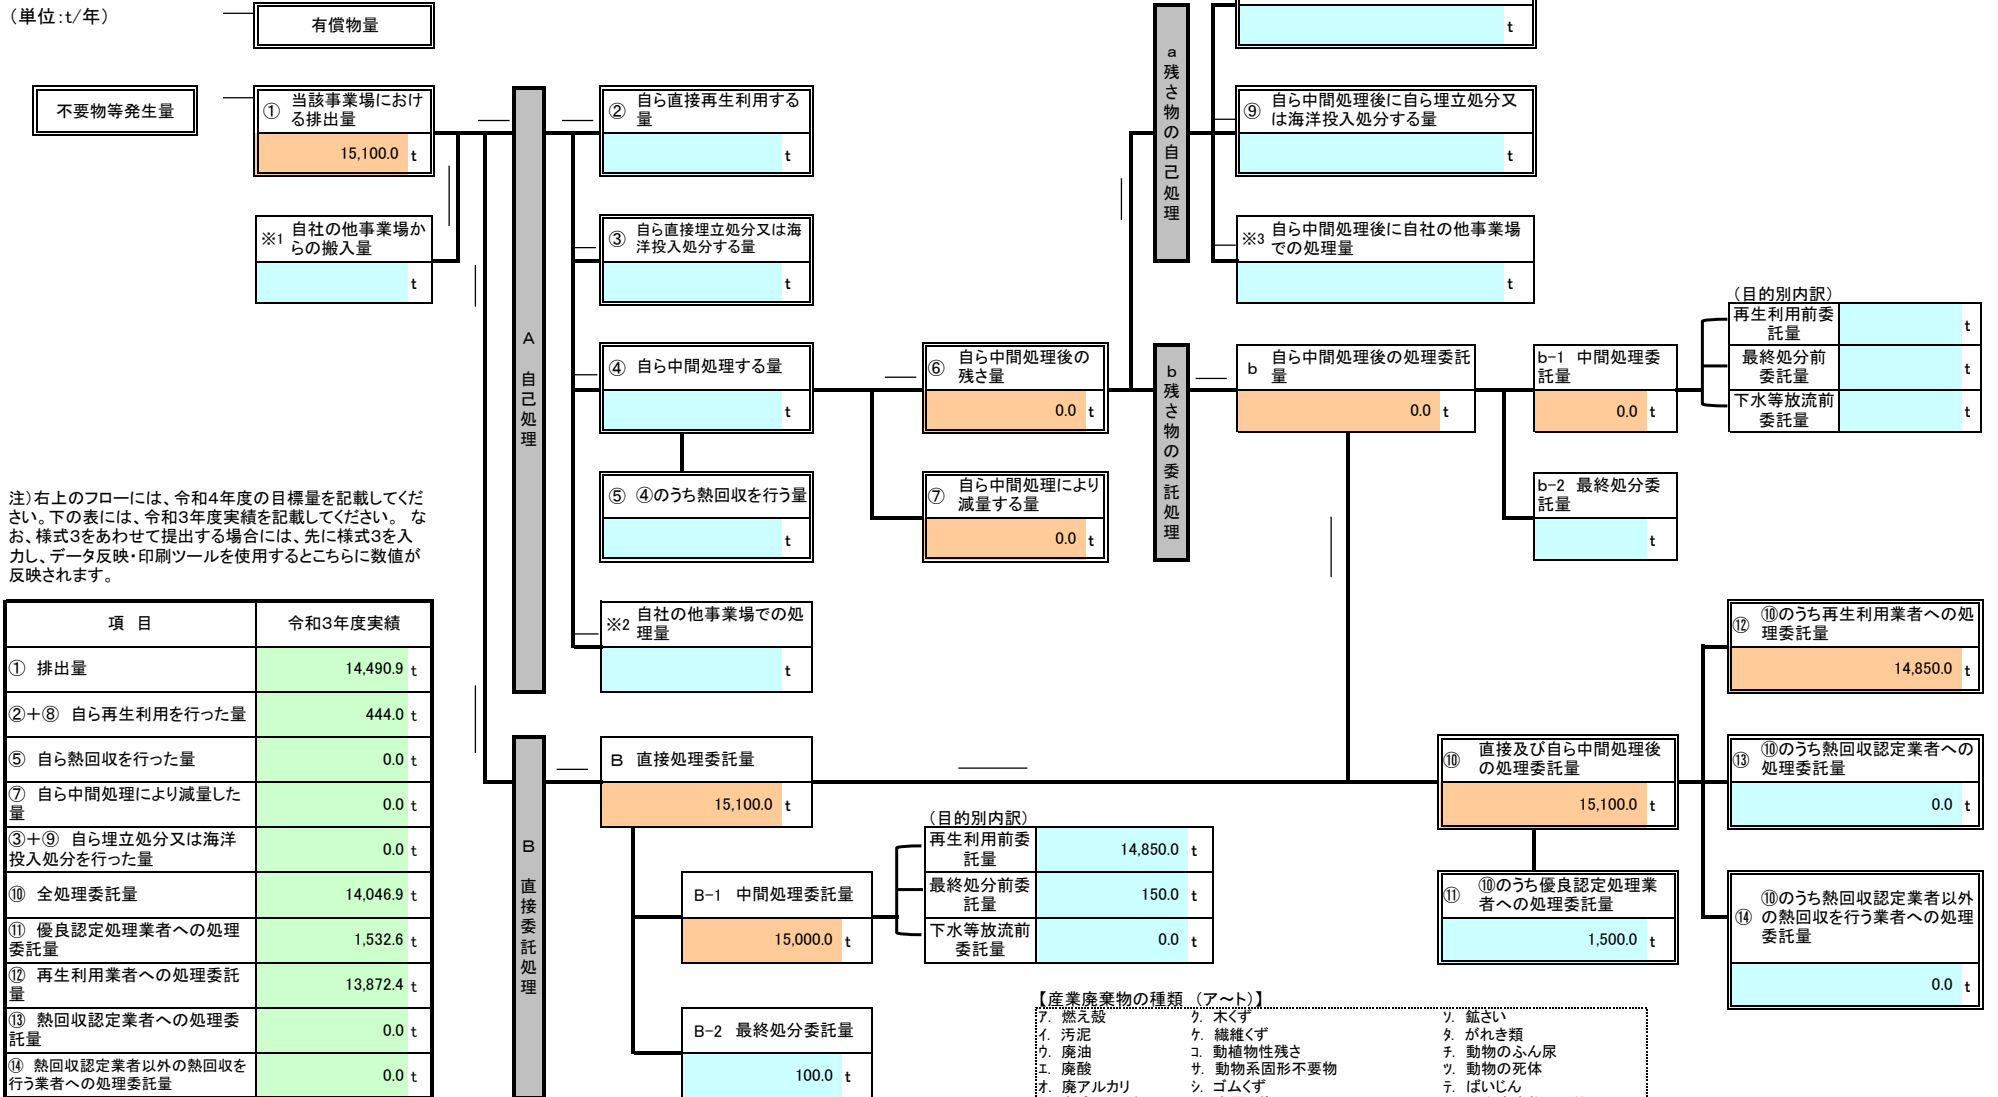 （単位:t/年）
有償物量
t
不要物等発生量
① 当該事業場におけ
る排出量
15,100.0 t
※1 自社の他事業場か
らの搬入量
t
A 自己処理
② 自ら直接再生利用する
量
t
③ 自ら直接埋立処分又は海
洋投入処分する量
t
④ 自ら中間処理する量
t
⑤ ④のうち熱回収を行う量
t
※2 自社の他事業場での処
理量
t
⑥ 自ら中間処理後の
残さ量
0.0 t
⑦ 自ら中間処理により
減量する量
0.0 t
a 残さ物の自己処理
⑨ 自ら中間処理後に自ら埋立処分又
は海洋投入処分する量
t
※3 自ら中間処理後に自社の他事業場
での処理量
t
b 残さ物の委託処理
b 自ら中間処理後の処理委託
量
0.0 t
b-1 中間処理委
託量
0.0 t
b-2 最終処分委
託量
t
（目的別内訳）
再生利用前委
託量
t
最終処分前
委託量
t
下水等放流前
委託量
t
注）右上のフローには、令和4年度の目標量を記載してくだ
さい。下の表には、令和3年度実績を記載してください。 な
お、様式3をあわせて提出する場合には、先に様式3を入
力し、データ反映・印刷ツールを使用するとこちらに数値が
反映されます。
項 目 令和3年度実績
① 排出量 14,490.9 t
②＋⑧ 自ら再生利用を行った量 444.0 t
⑤ 自ら熱回収を行った量 0.0 t
⑦ 自ら中間処理により減量した
量 0.0 t
③＋⑨ 自ら埋立処分又は海洋
投入処分を行った量 0.0 t
⑩ 全処理委託量 14,046.9 t
⑪ 優良認定処理業者への処理
委託量 1,532.6 t
⑫ 再生利用業者への処理委託
量 13,872.4 t
⑬ 熱回収認定業者への処理委
託量 0.0 t
⑭ 熱回収認定業者以外の熱回収を
行う業者への処理委託量 0.0 t
B 直接委託処理
B 直接処理委託量
15,100.0 t
B-1 中間処理委託量
15,000.0 t
B-2 最終処分委託量
100.0 t
（目的別内訳）
再生利用前委
託量
14,850.0 t
最終処分前委
託量
150.0 t
下水等放流前
委託量
0.0 t
⑩ 直接及び自ら中間処理後
の処理委託量
15,100.0 t
⑪ ⑩のうち優良認定処理業
者への処理委託量
1,500.0 t
⑫ ⑩のうち再生利用業者への処
理委託量
14,850.0 t
⑬ ⑩のうち熱回収認定業者への
処理委託量
0.0 t
⑭ ⑩のうち熱回収認定業者以外
の熱回収を行う業者への処理
委託量
0.0 t
【産業廃棄物の種類 （ア～ト）】
ア. 燃え殻 ク. 木くず ソ. 鉱さい
イ. 汚泥 ケ. 繊維くず タ. がれき類
ウ. 廃油 コ. 動植物性残さ チ. 動物のふん尿
エ. 廃酸 サ. 動物系固形不要物 ツ. 動物の死体
オ. 廃アルカリ シ. ゴムくず テ. ばいじん